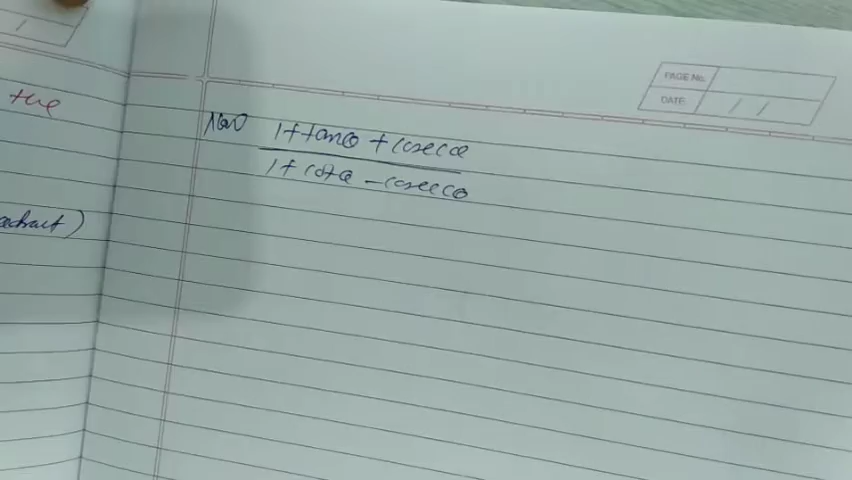 the
PAGE No.
DATE / /
Now 1+tanθ + cosecθ
1+cotθ - cosecθ